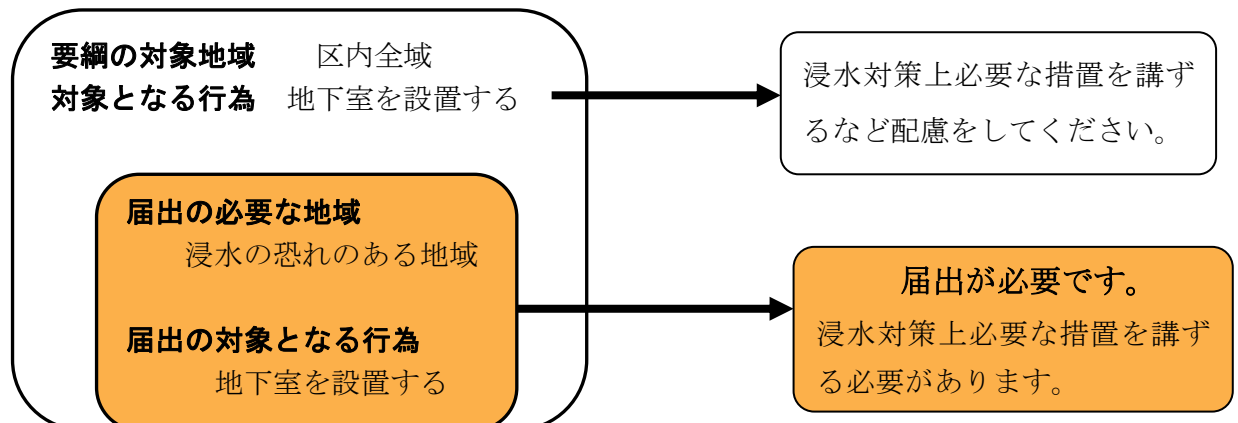 要綱の対象地域　区内全域
対象となる行為　地下室を設置する
浸水対策上必要な措置を講ず
るなど配慮をしてください。
届出の必要な地域
浸水の恐れのある地域
届出の対象となる行為
地下室を設置する
届出が必要です。
浸水対策上必要な措置を講ず
る必要があります。